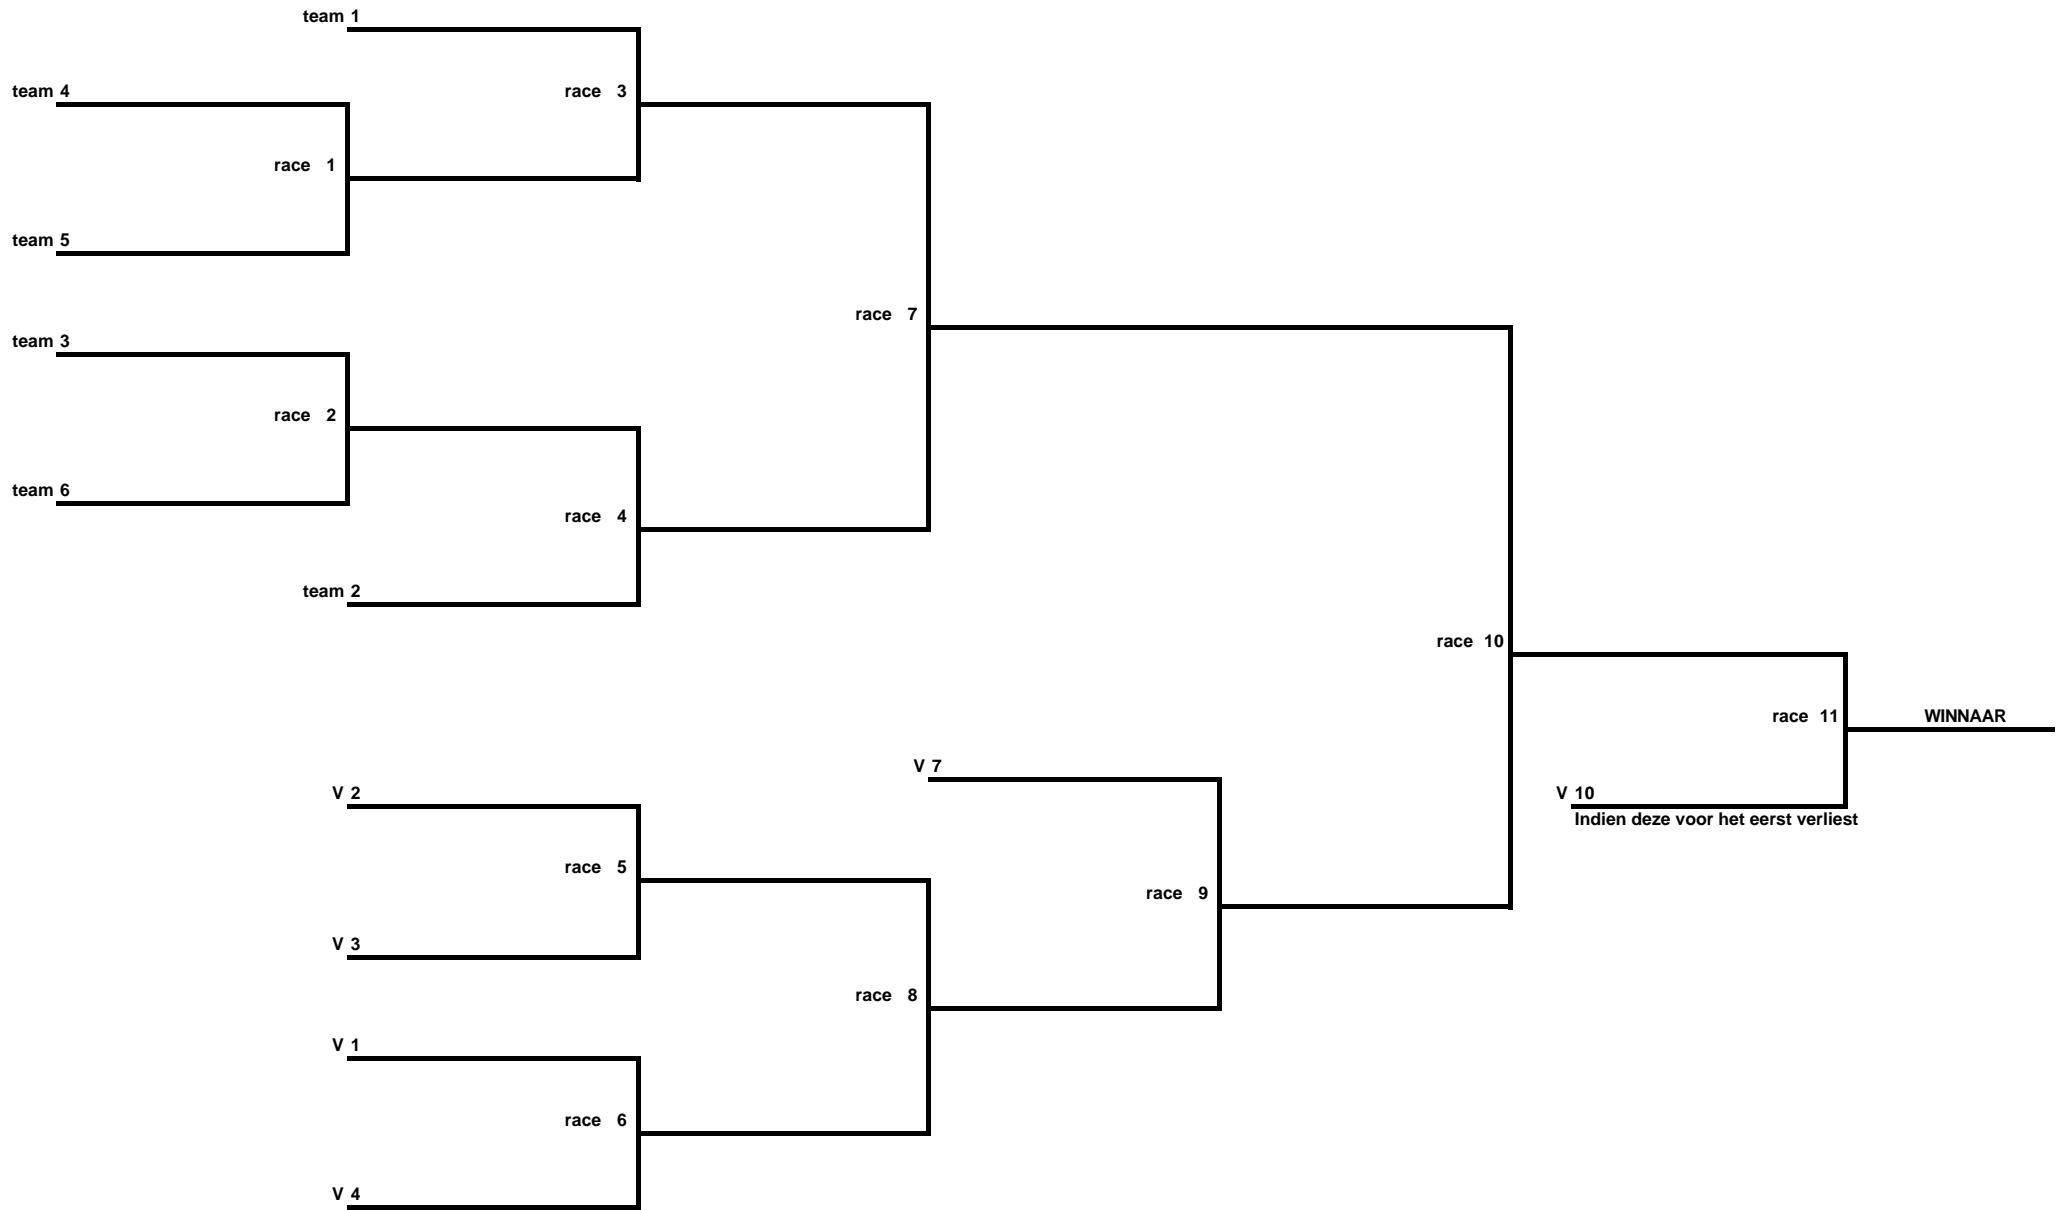 team 1
team 4
race 3
race 1
team 5
race 7
team 3
race 2
team 6
race 4
team 2
race 10
race 11
WINNAAR
V 7
V 2
V 10
Indien deze voor het eerst verliest
race 5
race 9
V 3
race 8
V 1
race 6
V 4